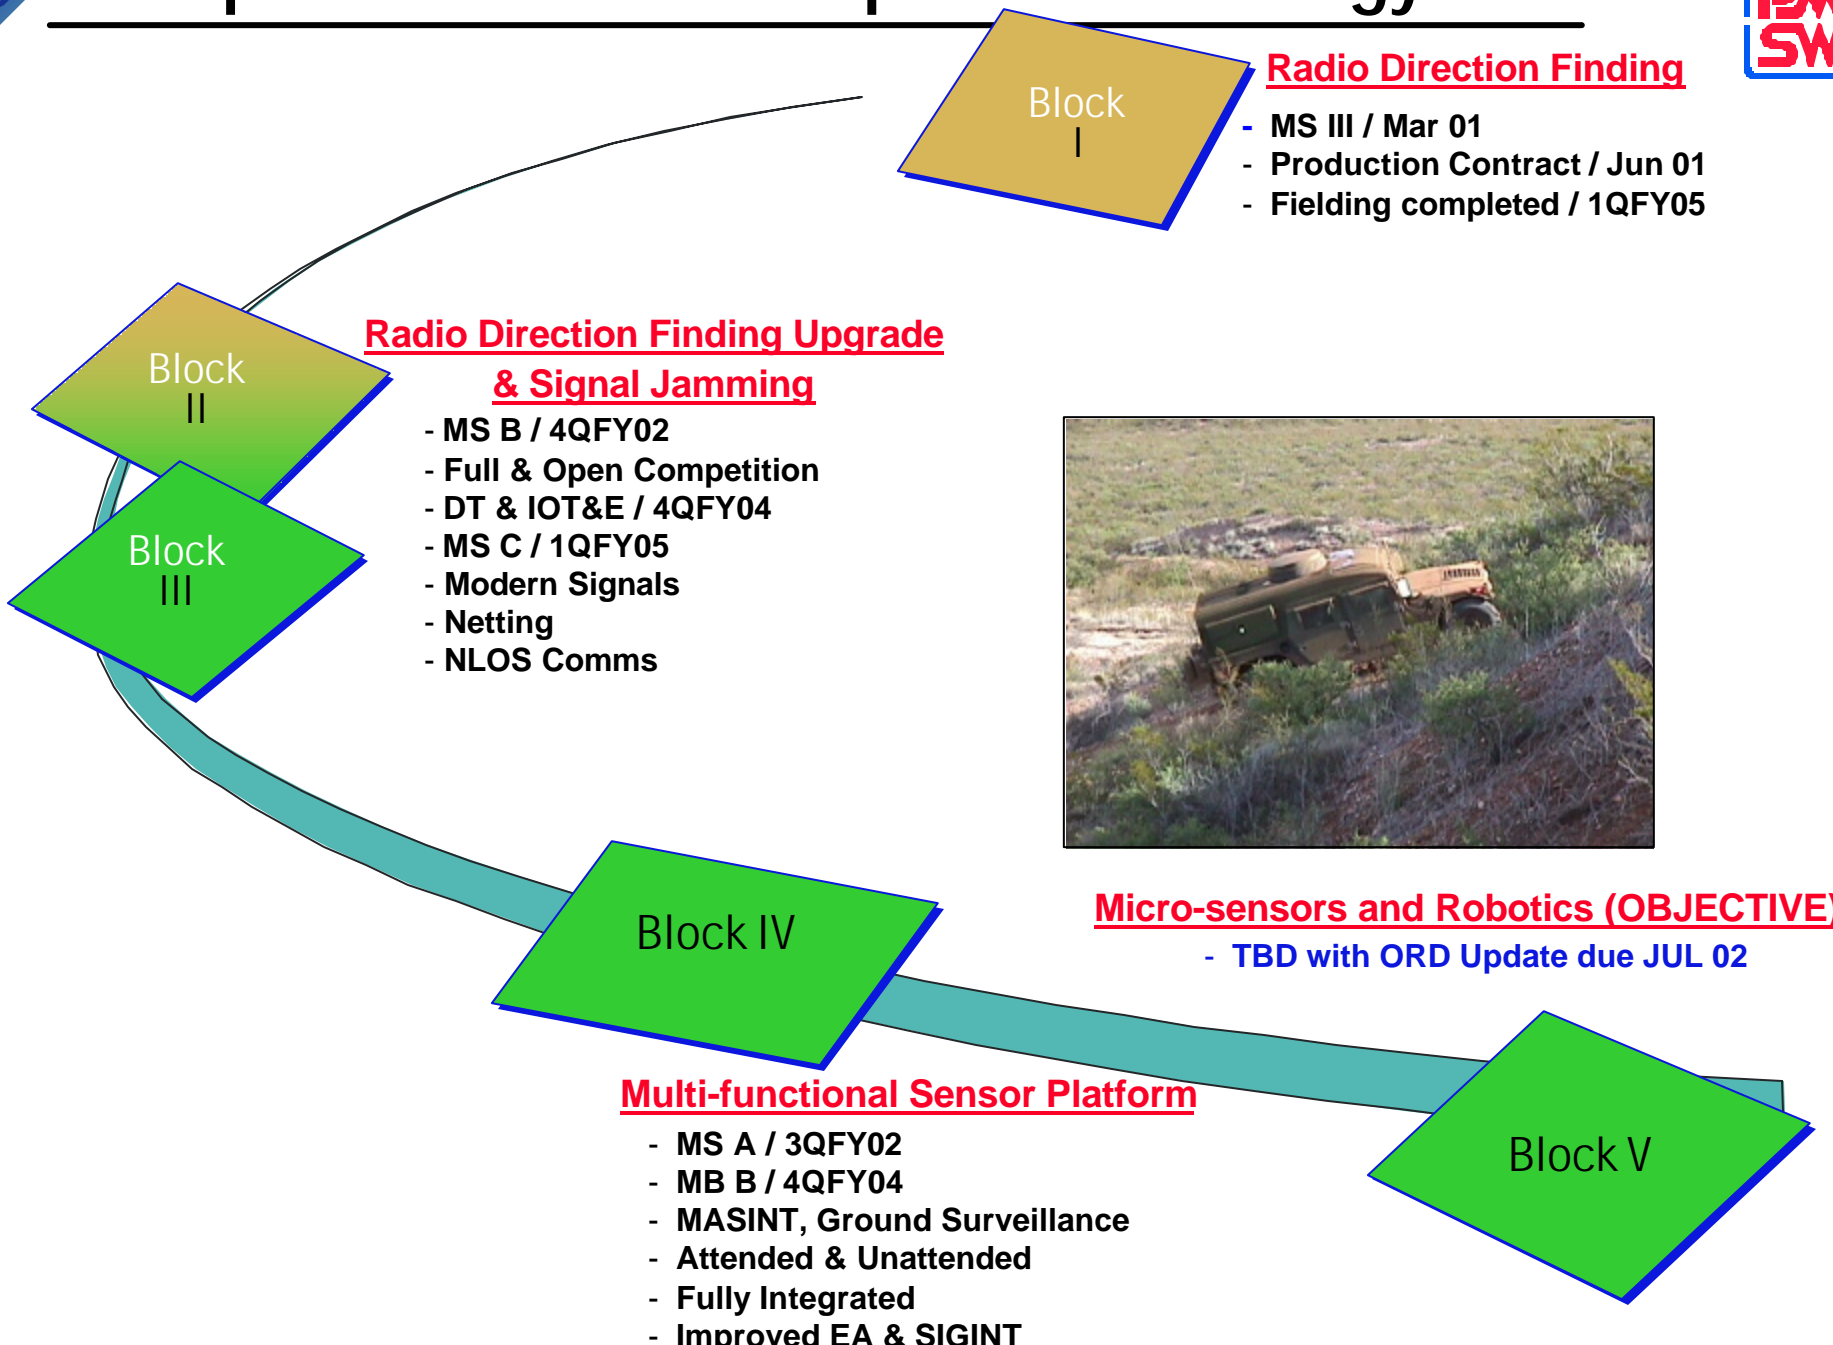 Block
I
Radio Direction Finding
- MS III / Mar 01
- Production Contract / Jun 01
- Fielding completed / 1QFY05
Block
II
Radio Direction Finding Upgrade
& Signal Jamming
- MS B / 4QFY02
- Full & Open Competition
- DT & IOT&E / 4QFY04
- MS C / 1QFY05
- Modern Signals
- Netting
- NLOS Comms
Block
III
Block IV
Multi-functional Sensor Platform
- MS A / 3QFY02
- MB B / 4QFY04
- MASINT, Ground Surveillance
- Attended & Unattended
- Fully Integrated
- Improved EA & SIGINT
Micro-sensors and Robotics (OBJECTIVE)
- TBD with ORD Update due JUL 02
Block V